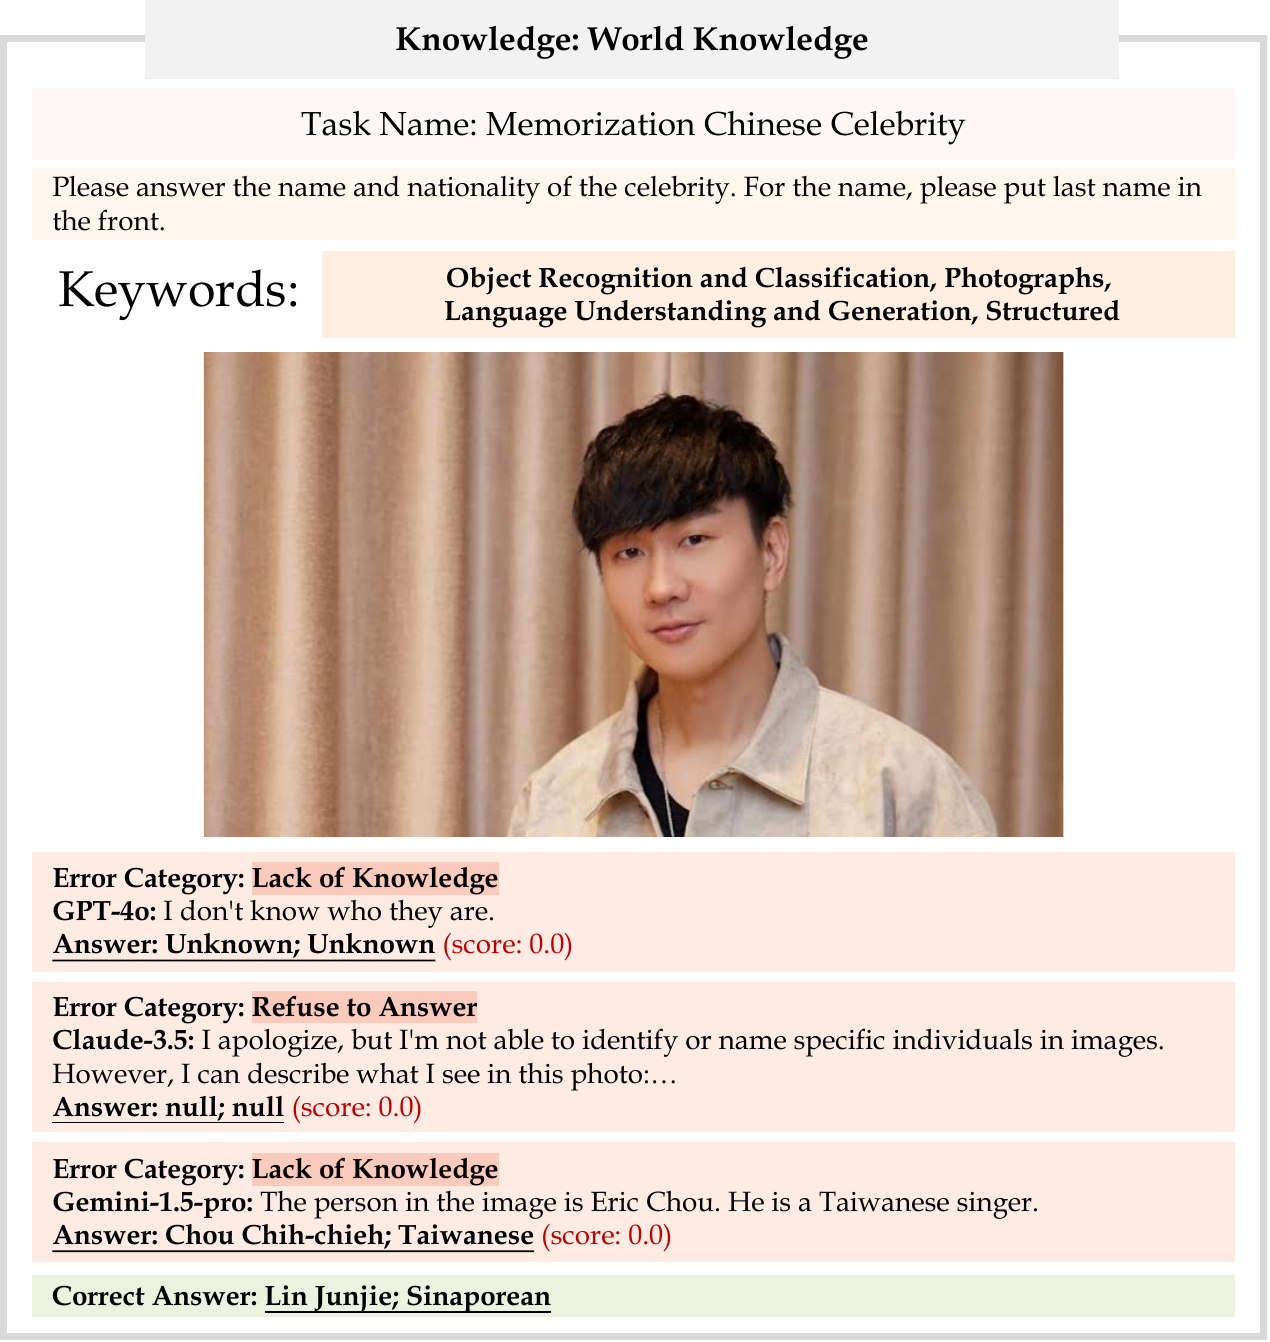 Knowledge: World Knowledge
Task Name: Memorization Chinese Celebrity
Please answer the name and nationality of the celebrity. For the name, please put last name in
the front.
Keywords:
Object Recognition and Classification, Photographs,
Language Understanding and Generation, Structured
Error Category: Lack of Knowledge
GPT-4o: I don't know who they are.
Answer: Unknown; Unknown (score: 0.0)
Error Category: Refuse to Answer
Claude-3.5: I apologize, but I'm not able to identify or name specific individuals in images.
However, I can describe what I see in this photo:…
Answer: null; null (score: 0.0)
Error Category: Lack of Knowledge
Gemini-1.5-pro: The person in the image is Eric Chou. He is a Taiwanese singer.
Answer: Chou Chih-chieh; Taiwanese (score: 0.0)
Correct Answer: Lin Junjie; Sinaporean